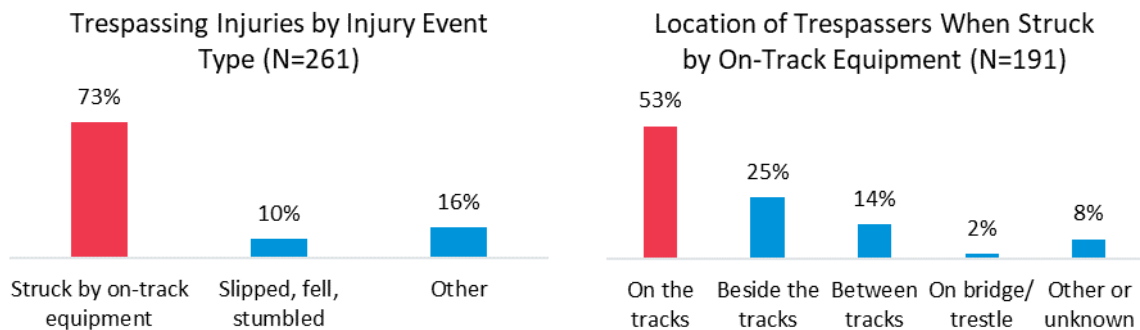 Trespassing Injuries by Injury Event
Type (N=261)
73%
10%
16%
Struck by on-track
equipment
Slipped, fell,
stumbled
Other
Location of Trespassers When Struck
by On-Track Equipment (N=191)
53%
25%
14%
2%
8%
On the
tracks
Beside the
tracks
Between
tracks
On bridge/
trestle
Other or
unknown